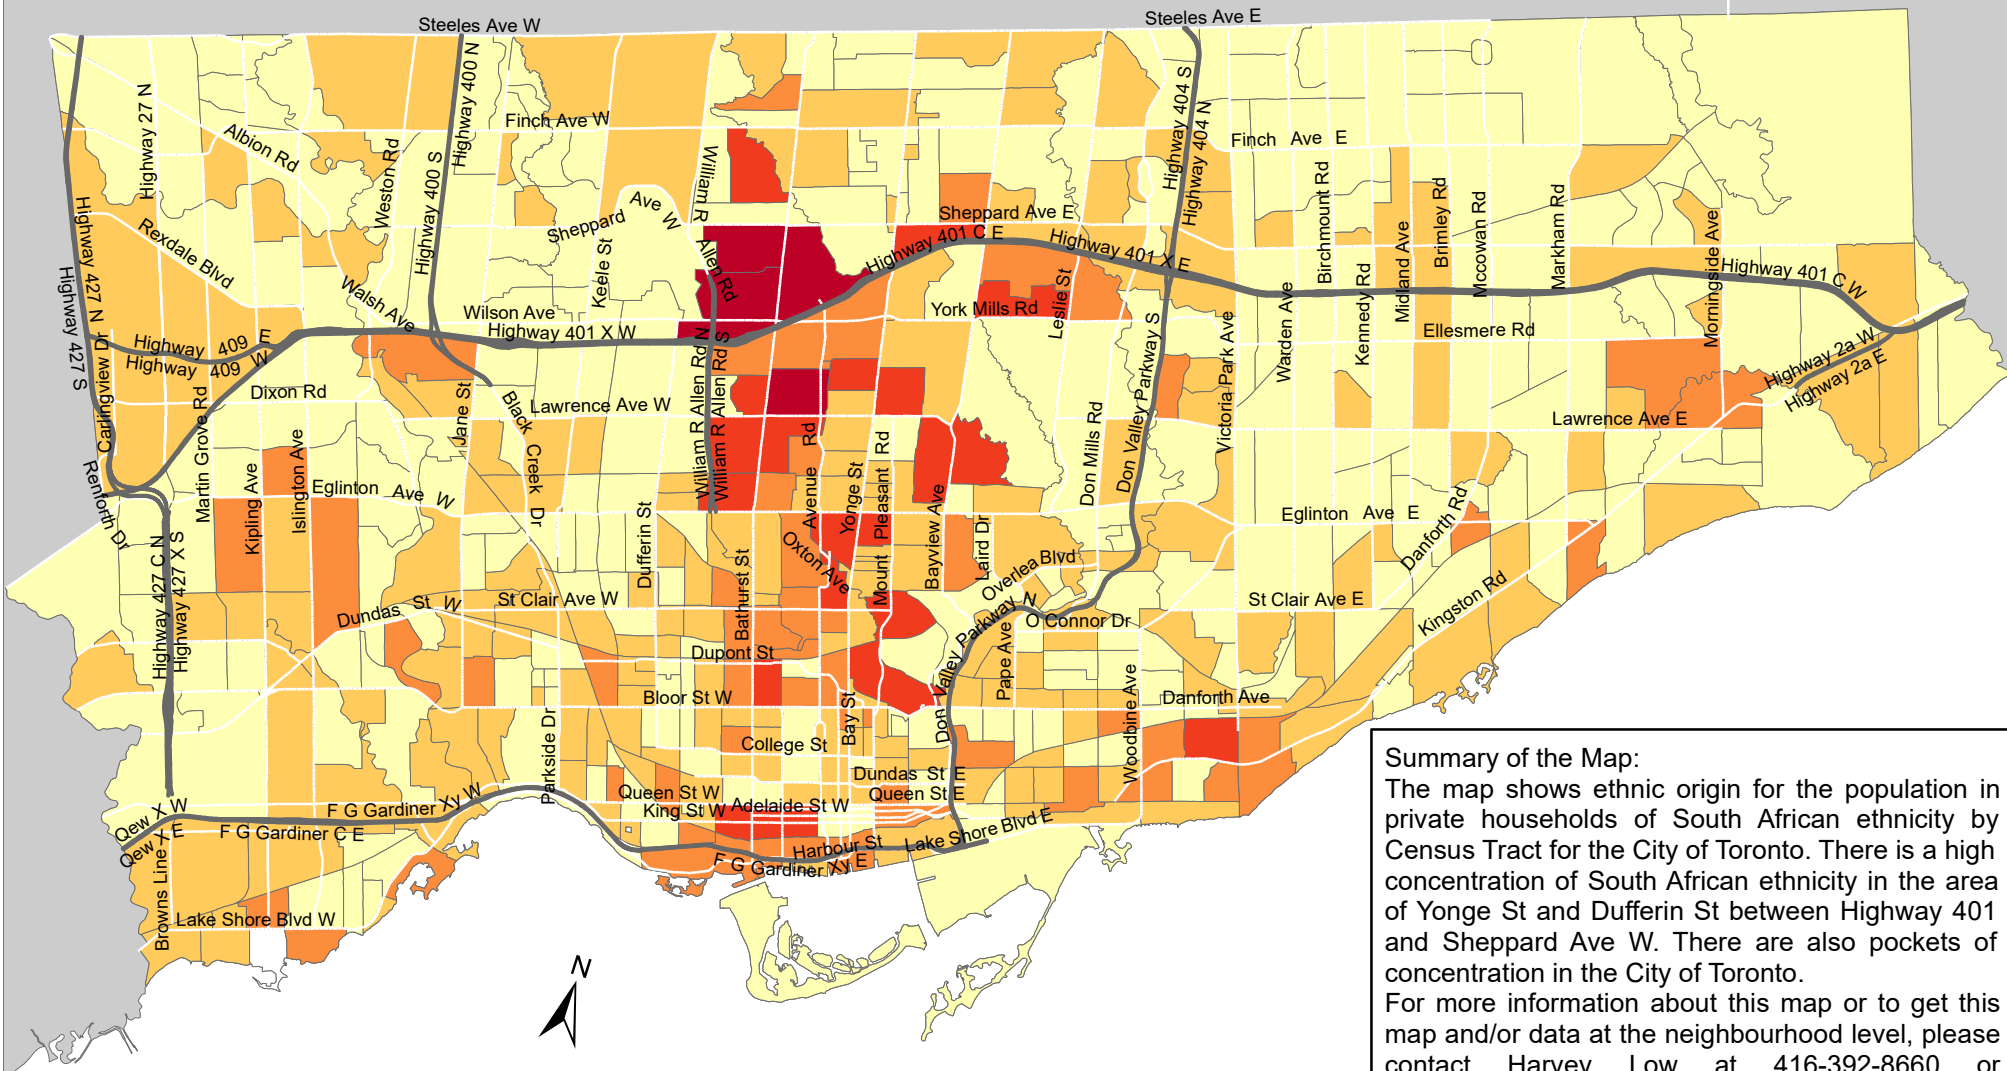 Steeles Ave W
Steeles Ave E
Highway 27 N
Albion Rd
Weston Rd
Highway 400 N
Highway 400 S
Finch Ave W
William R
Allen Rd
Highway 404 S
Highway 404 N
Finch Ave E
Birchmount Rd
Midland Ave
Brimley Rd
Mccowan Rd
Markham Rd
Morningside Ave
Highway 427 N
Highway 427 S
Rexdale Blvd
Walsh Ave
Sheppard Ave W
Keele St
Sheppard Ave E
Highway 401 C E
Highway 401 X E
Highway 401 C W
Wilson Ave
Highway 401 X W
York Mills Rd
Leslie St
Ellesmere Rd
Kennedy Rd
Warden Ave
Victoria Park Ave
Highway 409 E
Highway 409 W
Carlingview Dr
Dixon Rd
Martin Grove Rd
Jane St
Black Creek Dr
Lawrence Ave W
William R Allen Rd N
William R Allen Rd S
Don Valley Parkway S
Don Mills Rd
Highway 2a W
Highway 2a E
Lawrence Ave E
Renforth Dr
Kipling Ave
Islington Ave
Eglinton Ave W
Avenue Rd
Yonge St
Mount Pleasant Rd
Bayview Ave
Laird Dr
Eglinton Ave E
Danforth Rd
Dufferin St
Bathurst St
Oxton Ave
Overlea Blvd
Highway 427 C N
Highway 427 X S
Dundas St W
St Clair Ave W
Don Valley Parkway N
O Connor Dr
St Clair Ave E
Kingston Rd
Dupont St
Pape Ave
Woodbine Ave
Bloor St W
Bay St
Don
Danforth Ave
Parkside Dr
College St
Dundas St E
Queen St E
Queen St W
King St W
Adelaide St W
Qew X W
Qew X E
F G Gardiner Xy W
F G Gardiner C E
Harbour St
Lake Shore Blvd E
F G Gardiner Xy E
Browns Line
Lake Shore Blvd W
N
Summary of the Map:
The map shows ethnic origin for the population in
private households of South African ethnicity by
Census Tract for the City of Toronto. There is a high
concentration of South African ethnicity in the area
of Yonge St and Dufferin St between Highway 401
and Sheppard Ave W. There are also pockets of
concentration in the City of Toronto.
For more information about this map or to get this
map and/or data at the neighbourhood level, please
contact Harvey Low at 416-392-8660 or